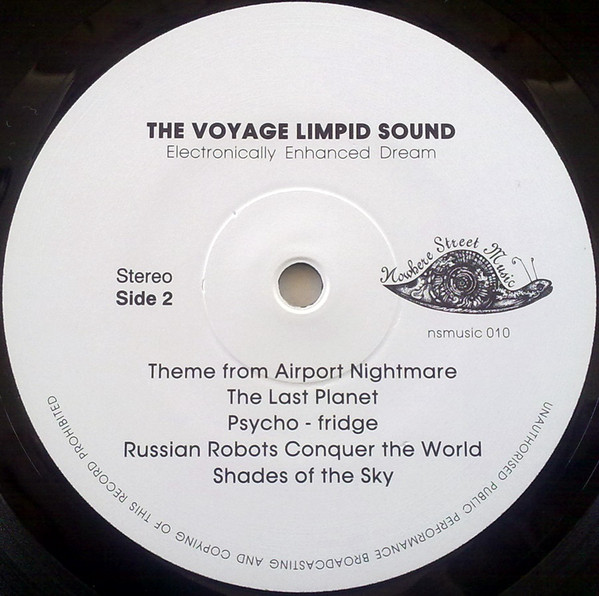 THE VOYAGE LIMPID SOUND
Electronically Enhanced Dream
Nowhere Street Music
Stereo
Side 2
nsmusic 010
Theme from Airport Nightmare
The Last Planet
Psycho - fridge
Russian Robots Conquer the World
Shades of the Sky
UNAUTHORISED PUBLIC PERFORMANCE BROADCASTING AND COPYING OF THIS RECORD PROHIBITED